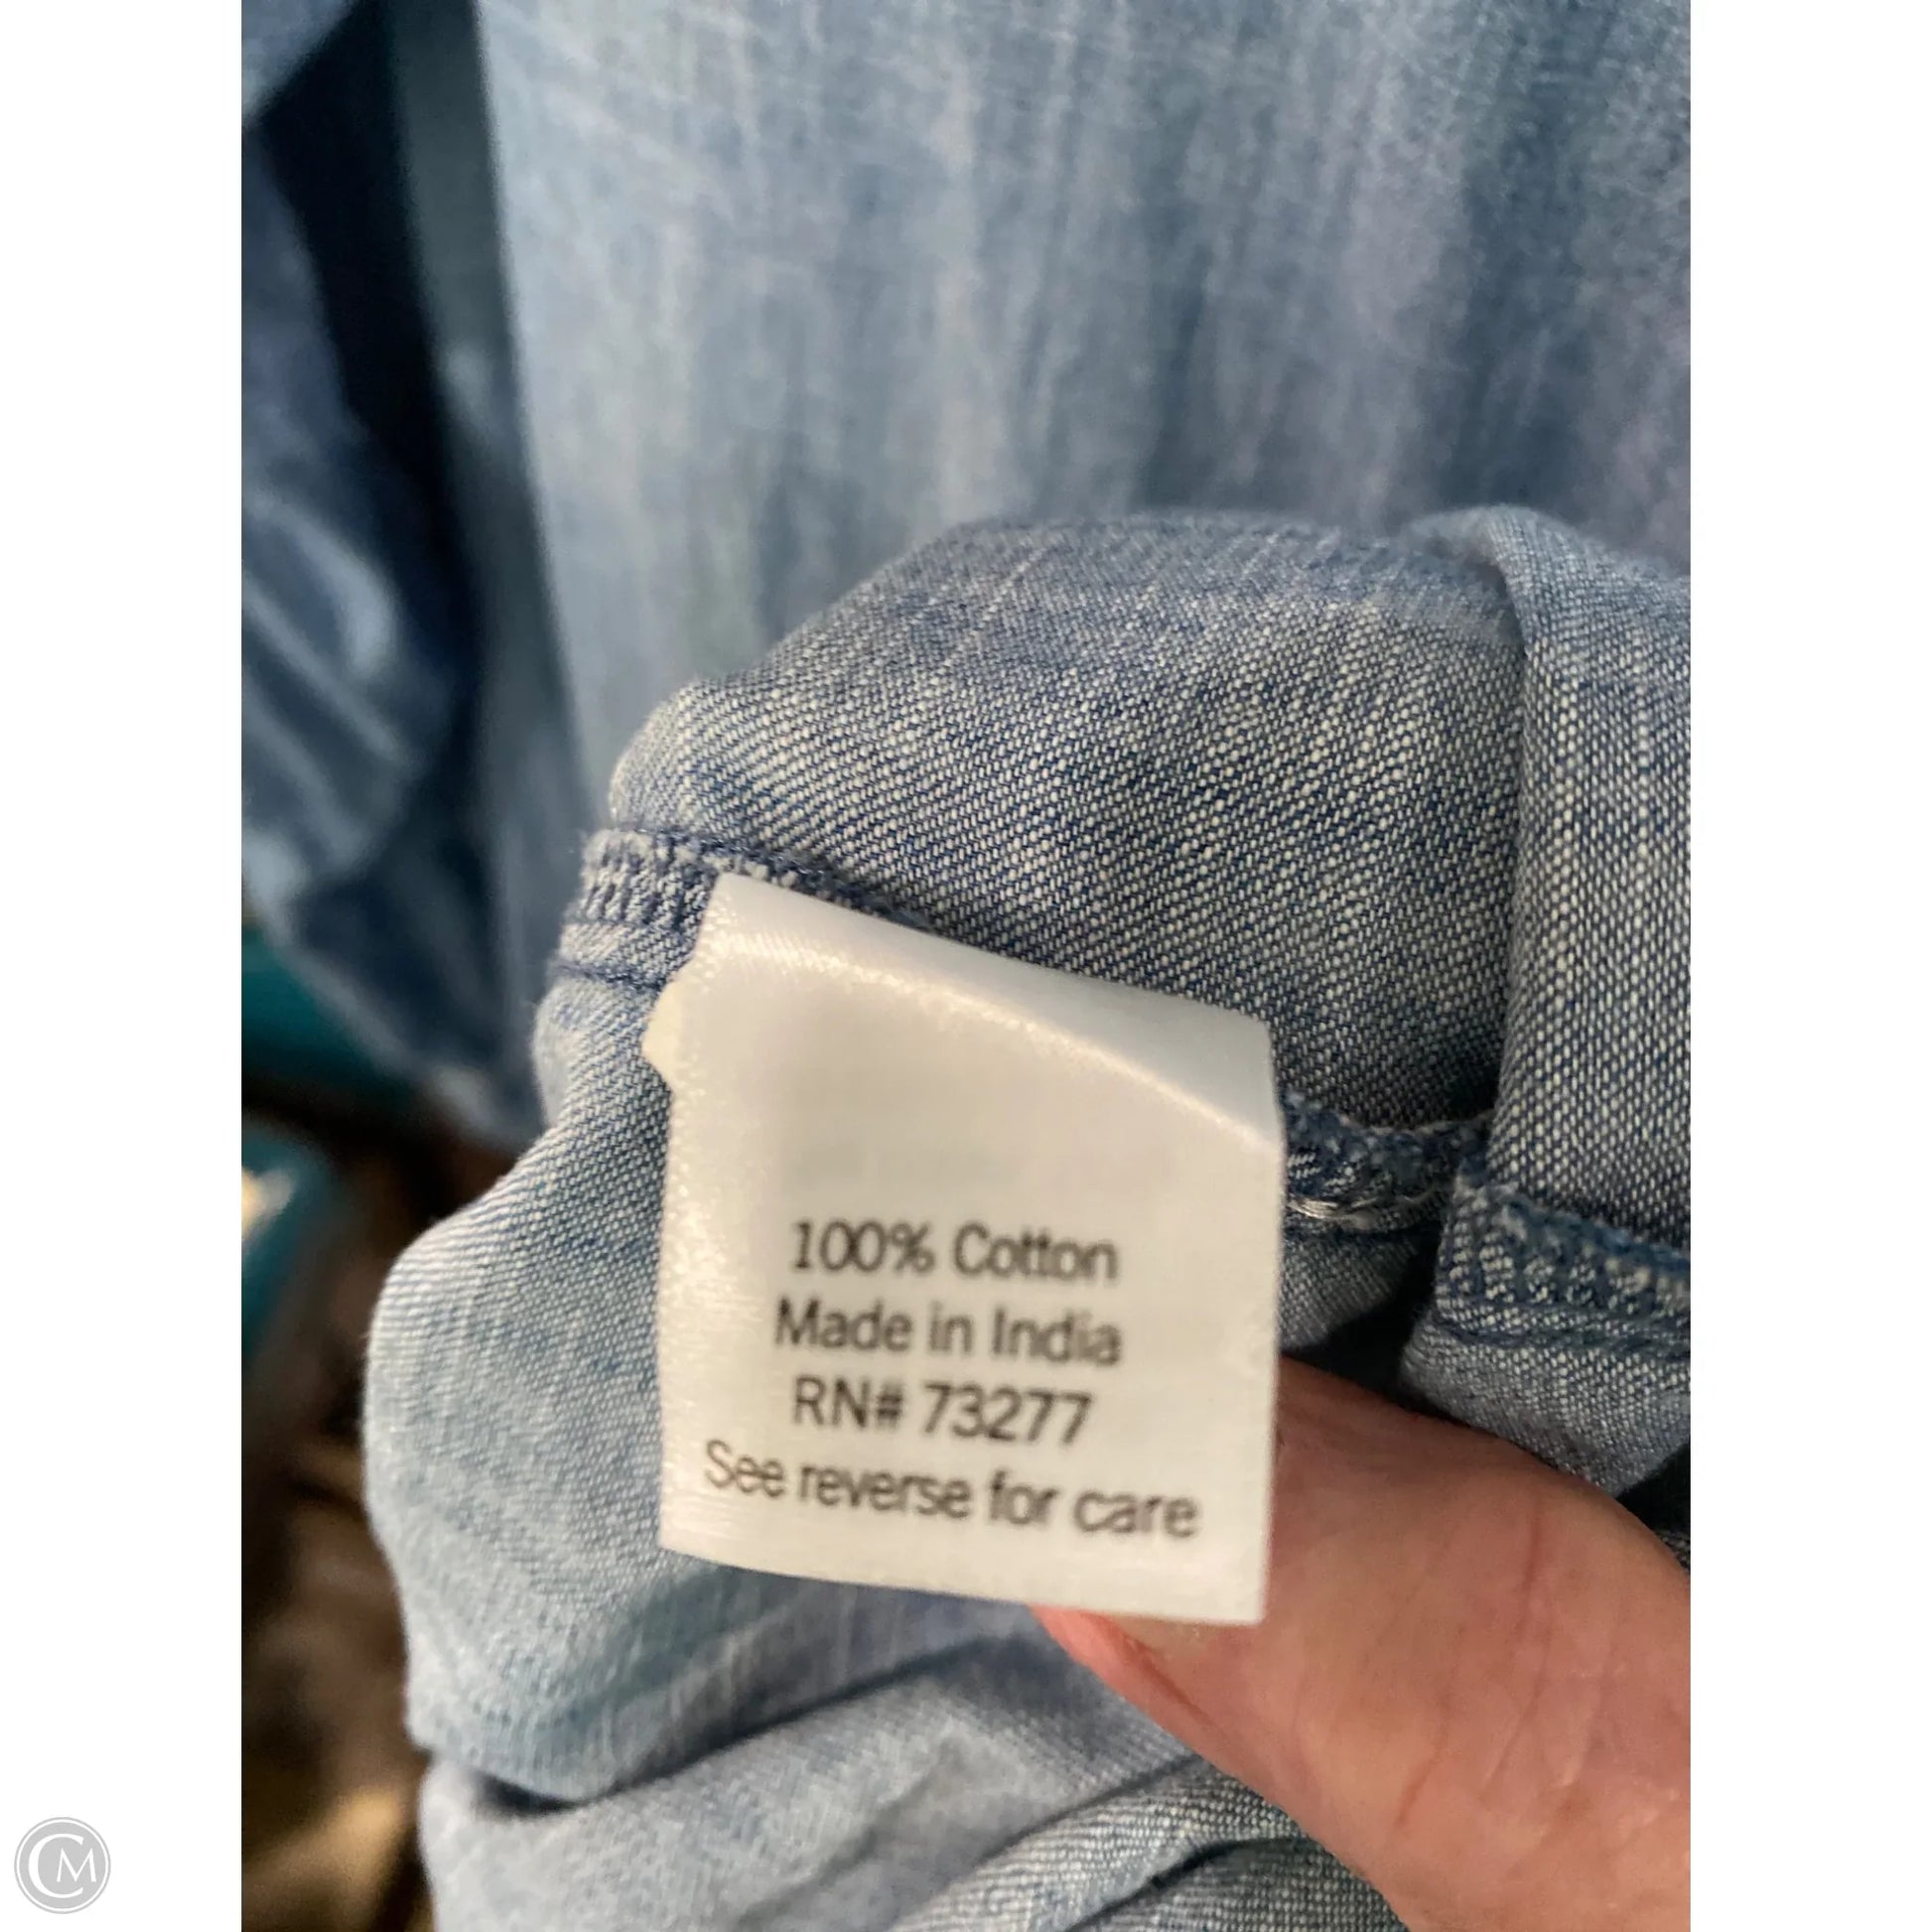 100% Cotton
Made in India
RN# 73277
See reverse for care
CM